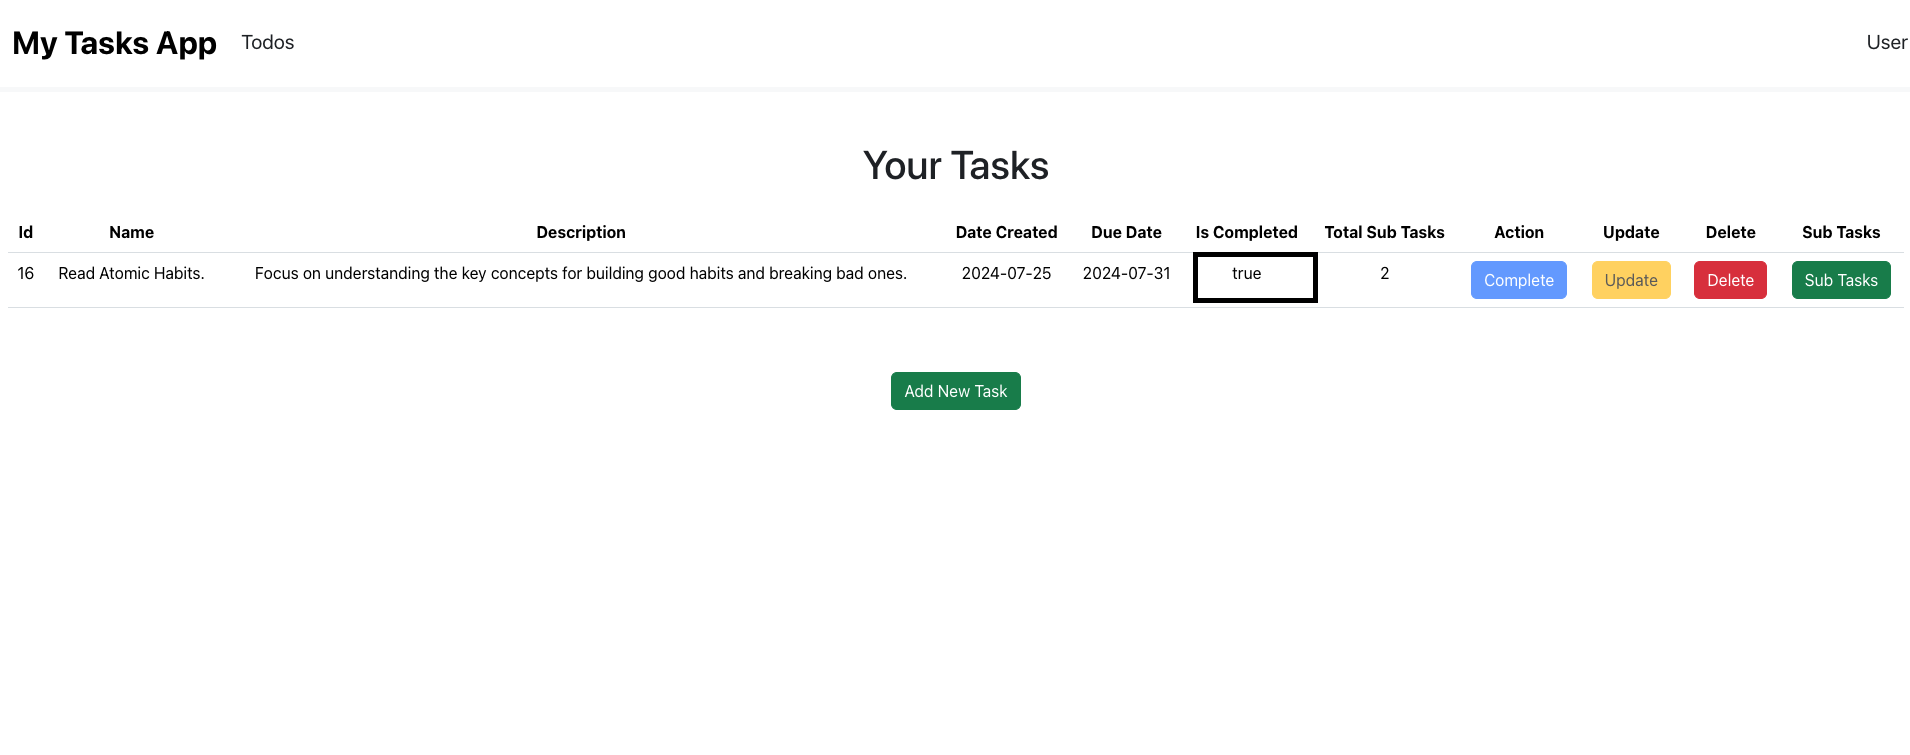 My Tasks App Todos User
Your Tasks
Id Name Description Date Created Due Date Is Completed Total Sub Tasks Action Update Delete Sub Tasks
16 Read Atomic Habits. Focus on understanding the key concepts for building good habits and breaking bad ones. 2024-07-25 2024-07-31 true 2 Complete Update Delete Sub Tasks
Add New Task